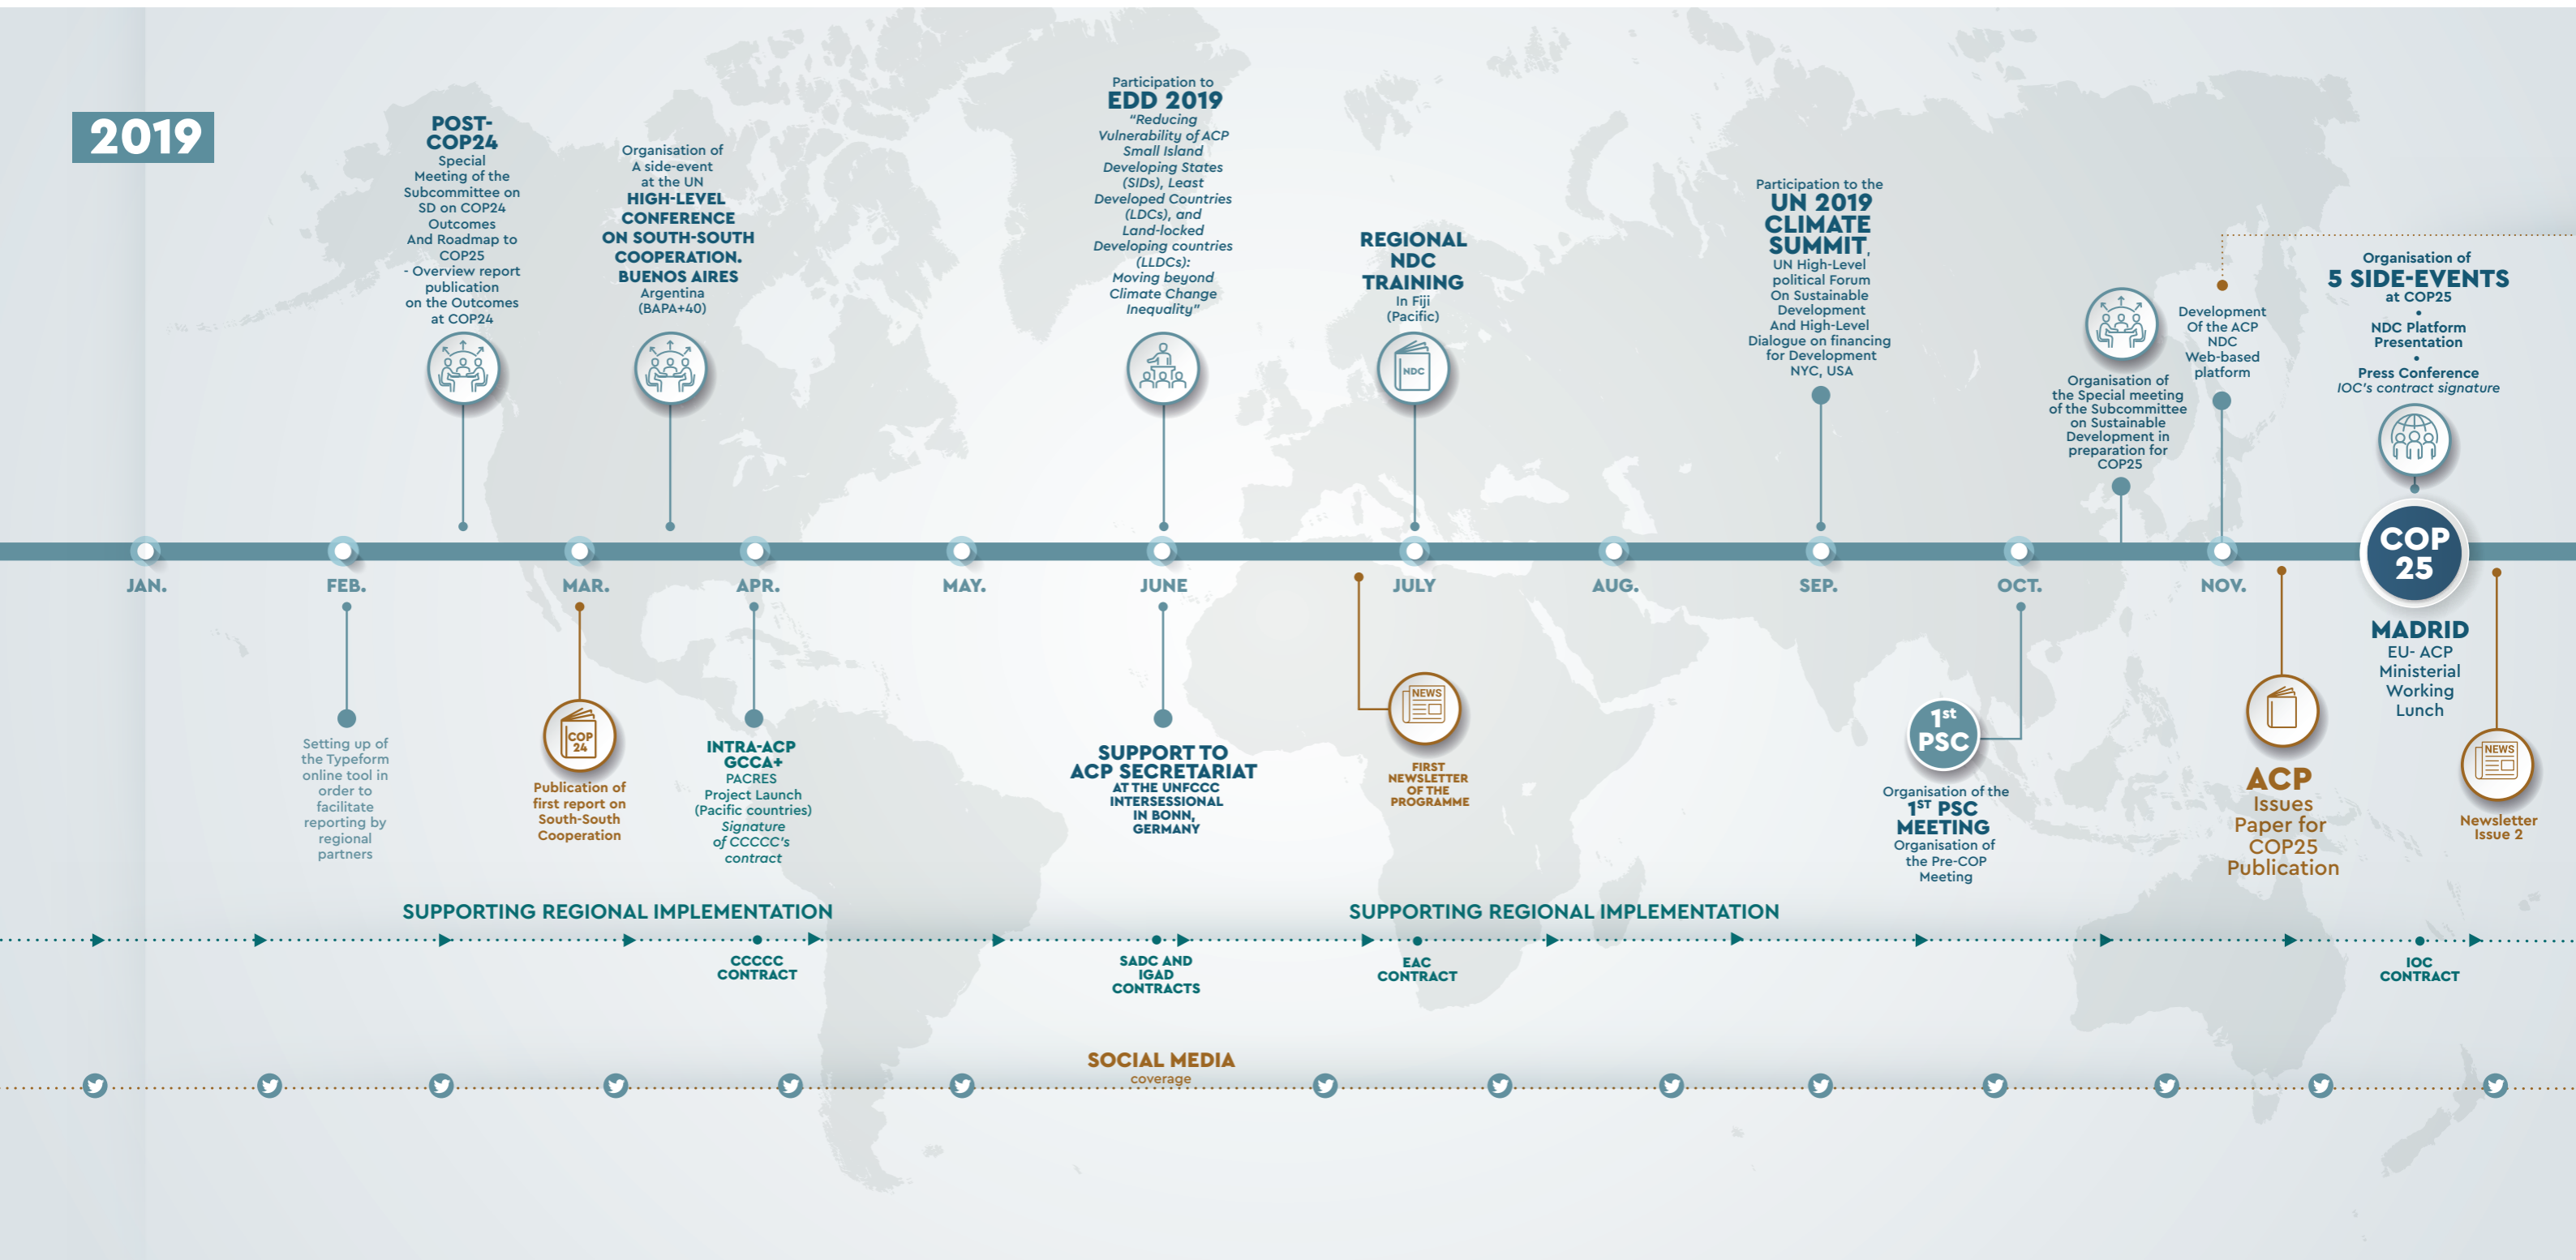 2019
POST-
COP24
Special
Meeting of the
Subcommittee on
SD on COP24
Outcomes
And Roadmap to
COP25
- Overview report
publication
on the Outcomes
at COP24
Organisation of
A side-event
at the UN
HIGH-LEVEL
CONFERENCE
ON SOUTH-SOUTH
COOPERATION.
BUENOS AIRES
Argentina
(BAPA+40)
Participation to
EDD 2019
“Reducing
Vulnerability of ACP
Small Island
Developing States
(SIDs), Least
Developed Countries
(LDCs), and
Land-locked
Developing countries
(LLDCs):
Moving beyond
Climate Change
Inequality”
REGIONAL
NDC
TRAINING
In Fiji
(Pacific)
NDC
Participation to the
UN 2019
CLIMATE
SUMMIT,
UN High-Level
political Forum
On Sustainable
Development
And High-Level
Dialogue on financing
for Development
NYC, USA
Organisation of
the Special meeting
of the Subcommittee
on Sustainable
Development in
preparation for
COP25
Development
Of the ACP
NDC
Web-based
platform
Organisation of
5 SIDE-EVENTS
at COP25
•
NDC Platform
Presentation
•
Press Conference
IOC's contract signature
COP
25
JAN.
FEB.
MAR.
APR.
MAY.
JUNE
JULY
AUG.
SEP.
OCT.
NOV.
MADRID
EU- ACP
Ministerial
Working
Lunch
Setting up of
the Typeform
online tool in
order to
facilitate
reporting by
regional
partners
COP
24
Publication of
first report on
South-South
Cooperation
INTRA-ACP
GCCA+
PACRES
Project Launch
(Pacific countries)
Signature
of CCCCC's
contract
SUPPORT TO
ACP SECRETARIAT
AT THE UNFCCC
INTERSESSIONAL
IN BONN,
GERMANY
NEWS
FIRST
NEWSLETTER
OF THE
PROGRAMME
1st
PSC
Organisation of the
1ST PSC
MEETING
Organisation of
the Pre-COP
Meeting
ACP
Issues
Paper for
COP25
Publication
NEWS
Newsletter
Issue 2
SUPPORTING REGIONAL IMPLEMENTATION
SUPPORTING REGIONAL IMPLEMENTATION
CCCCC
CONTRACT
SADC AND
IGAD
CONTRACTS
EAC
CONTRACT
IOC
CONTRACT
SOCIAL MEDIA
coverage